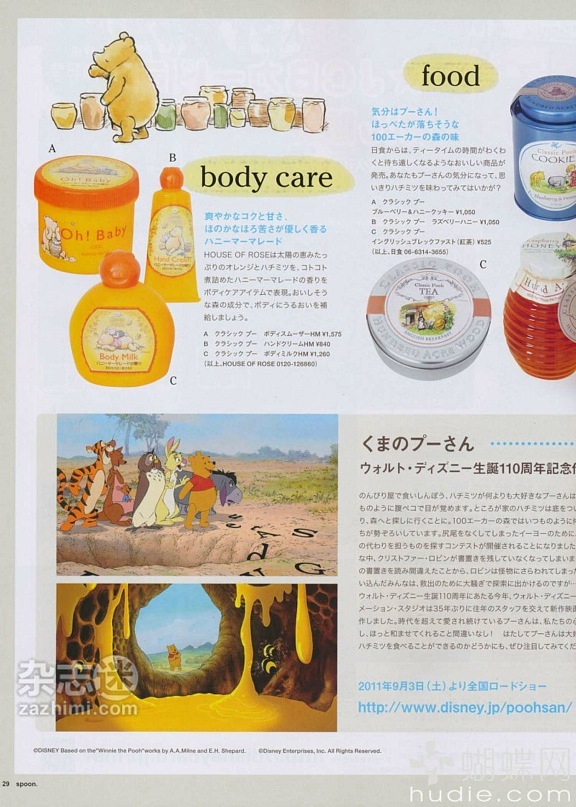 body care
爽やかなコクと甘さ、
ほのかなほろ苦さが優しく香る
ハニーマーマレード
HOUSE OF ROSEは太陽の恵みたっ
ぷりのオレンジとハチミツを、コトコト
煮詰めたハニーマーマレードの香りを
ボディケアアイテムで表現。おいしそう
な森の成分で、ボディにうるおいを補
給しましょう。
A クラシック プー ボディスムーザーHM ¥1,575
B クラシック プー ハンドクリームHM ¥840
C クラシック プー ボディミルクHM ¥1,260
(以上、HOUSE OF ROSE 0120-126860)
A
B
C
Oh! Baby
Oh! Baby
Hand Cream
Body Milk
food
気分はプーさん!
ほっぺたが落ちそうな
100エーカーの森の味
日食からは、ティータイムの時間がわくわ
くと待ち遠しくなるようなおいしい商品が
発売。あなたもプーさんの気分になって、思
いきりハチミツを味わってみてはいかが?
A クラシック プー
ブルーベリー&ハニークッキー ¥1,050
B クラシック プー ラズベリーハニー ¥1,050
C クラシック プー
イングリッシュブレックファスト(紅茶) ¥525
(以上、日食 06-6314-3655)
C
Classic Pooh
COOKIE
HONEY
Classic Pooh
TEA
HUNDRED ACRE WOOD
くまのプーさん
ウォルト・ディズニー生誕110周年記念作
のんびり屋で食いしんぼう、ハチミツが何よりも大好きなプーさんは
ものように腹ペコで目が覚めます。ところが家のハチミツは底をつい
り、森へと探しに行くことに。100エーカーの森ではいつものように仲
ちが勢ぞろいしています。尻尾をなくしてしまったイーヨーのために
の代わりを担うものを探すコンテストが開催されることになりました
な中、クリストファー・ロビンが書置きを残していなくなってしまいま
の書置きを読み間違えたことから、ロビンは怪物にさらわれてしまった
い込んだみんなは、救出のために大騒ぎで探索に出かけるのですが…
ウォルト・ディズニー生誕110周年にあたる今年、ウォルト・ディズニー
メーション・スタジオは35年ぶりに往年のスタッフを交えて新作映画
作しました。時代を超えて愛され続けているプーさんは、私たちの心
し、ほっと和ませてくれること間違いなし! はたしてプーさんは大好
ハチミツを食べることができるのかどうかにも、ぜひ注目してみてくだ
2011年9月3日(土)より全国ロードショー
http://www.disney.jp/poohsan/
©DISNEY Based on the"Winnie the Pooh"works by A.A.Milne and E.H. Shepard. ©Disney Enterprises, Inc. All Rights Reserved.
29 spoon.
杂志迷
zazhimi.com
蝴蝶网
hudie.com